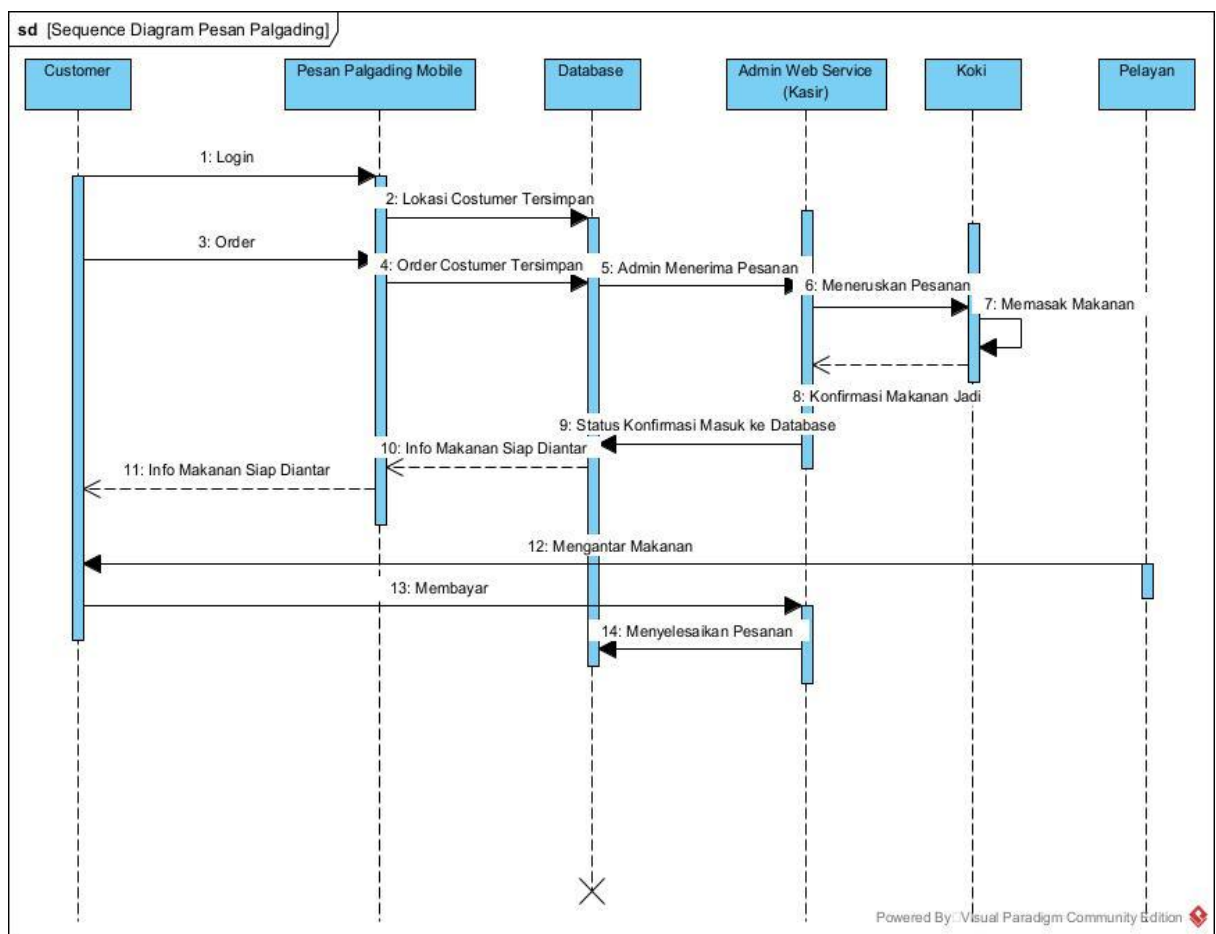 sd [Sequence Diagram Pesan Palgading]
Customer
Pesan Palgading Mobile
Database
Admin Web Service
(Kasir)
Koki
Pelayan
1: Login
2: Lokasi Costumer Tersimpan
3: Order
4: Order Costumer Tersimpan
5: Admin Menerima Pesanan
6: Meneruskan Pesanan
7: Memasak Makanan
8: Konfirmasi Makanan Jadi
9: Status Konfirmasi Masuk ke Database
10: Info Makanan Siap Diantar
11: Info Makanan Siap Diantar
12: Mengantar Makanan
13: Membayar
14: Menyelesaikan Pesanan
Powered By Visual Paradigm Community Edition